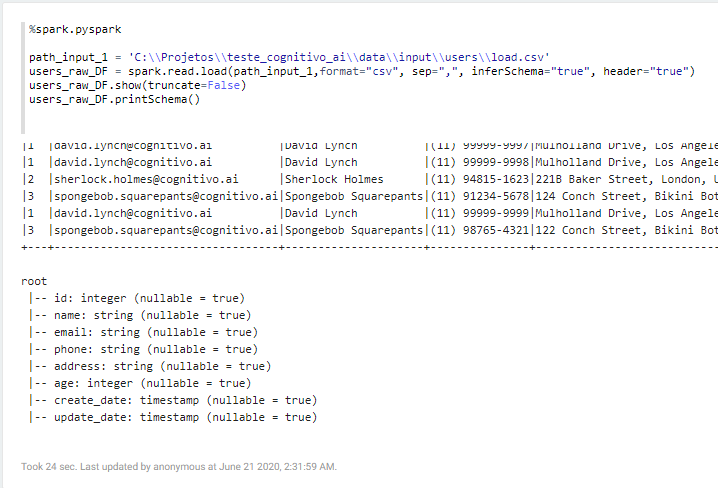 %spark.pyspark
path_input_1 = 'C:\\Projetos\\teste_cognitivo_ai\\data\\input\\users\\load.csv'
users_raw_DF = spark.read.load(path_input_1,format="csv", sep=",", inferSchema="true", header="true")
users_raw_DF.show(truncate=False)
users_raw_DF.printSchema()
|1  |david.lynch@cognitivo.ai          |David Lynch          |(11) 99999-9997|Mulholland Drive, Los Angele
|1  |david.lynch@cognitivo.ai          |David Lynch          |(11) 99999-9998|Mulholland Drive, Los Angele
|2  |sherlock.holmes@cognitivo.ai      |Sherlock Holmes      |(11) 94815-1623|221B Baker Street, London, U
|3  |spongebob.squarepants@cognitivo.ai|Spongebob Squarepants|(11) 91234-5678|124 Conch Street, Bikini Bot
|1  |david.lynch@cognitivo.ai          |David Lynch          |(11) 99999-9999|Mulholland Drive, Los Angele
|3  |spongebob.squarepants@cognitivo.ai|Spongebob Squarepants|(11) 98765-4321|122 Conch Street, Bikini Bot
+---+----------------------------------+---------------------+---------------+----------------------------
root
 |-- id: integer (nullable = true)
 |-- name: string (nullable = true)
 |-- email: string (nullable = true)
 |-- phone: string (nullable = true)
 |-- address: string (nullable = true)
 |-- age: integer (nullable = true)
 |-- create_date: timestamp (nullable = true)
 |-- update_date: timestamp (nullable = true)
Took 24 sec. Last updated by anonymous at June 21 2020, 2:31:59 AM.